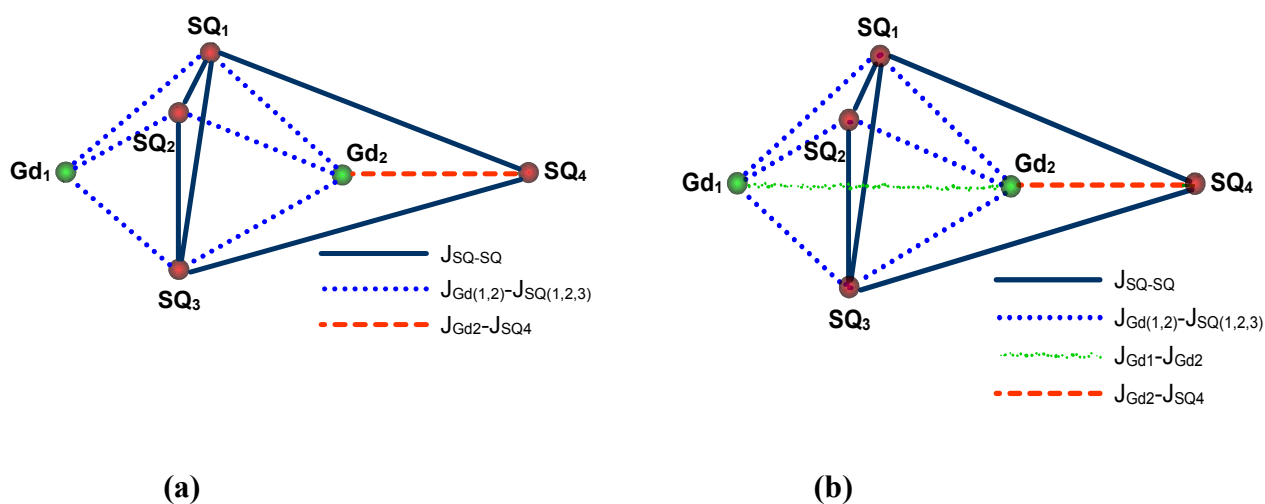 SQ₁
SQ₂
Gd₁
Gd₂
SQ₄
SQ₃
J_SQ-SQ
J_Gd(1,2)-J_SQ(1,2,3)
J_Gd2-J_SQ4
(a)
SQ₁
SQ₂
Gd₁
Gd₂
SQ₄
SQ₃
J_SQ-SQ
J_Gd(1,2)-J_SQ(1,2,3)
J_Gd1-J_Gd2
J_Gd2-J_SQ4
(b)